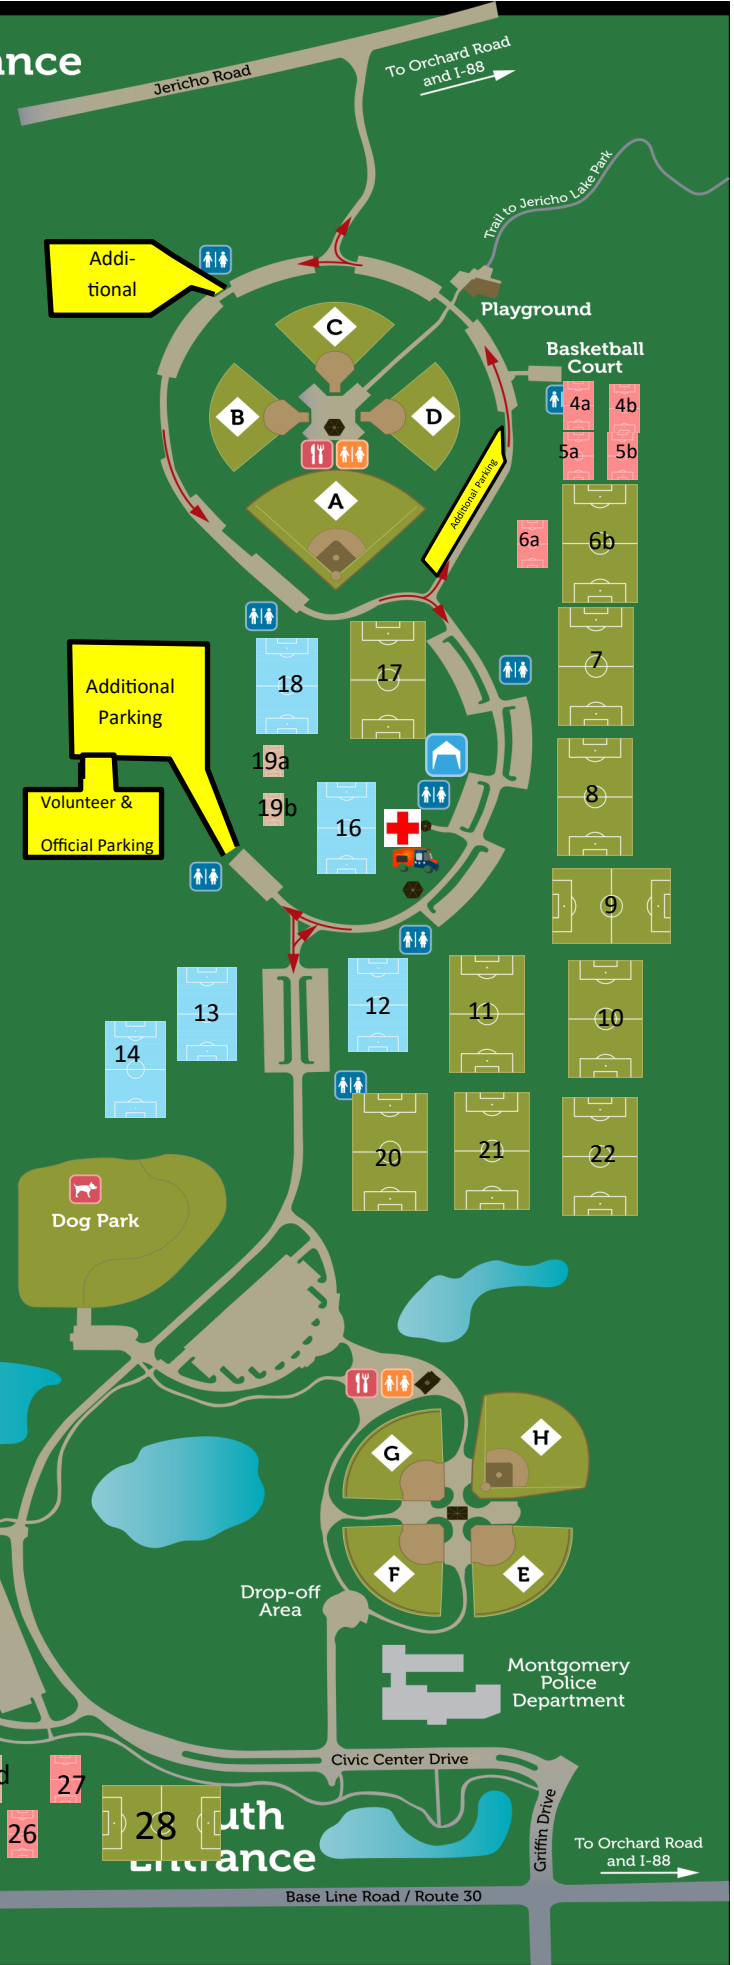 ance
Jericho Road
To Orchard Road
and I-88
Trail to Jericho Lake Park
Addi-
tional
Playground
C
Basketball
Court
B
D
4a
4b
5a
5b
Additional Parking
A
6a
6b
7
18
17
Additional
Parking
19a
8
Volunteer &
Official Parking
19b
16
9
13
12
11
10
14
20
21
22
Dog Park
G
H
F
E
Drop-off
Area
Montgomery
Police
Department
Civic Center Drive
d
27
26
28
uth
Entrance
Griffin Drive
To Orchard Road
and I-88
Base Line Road / Route 30